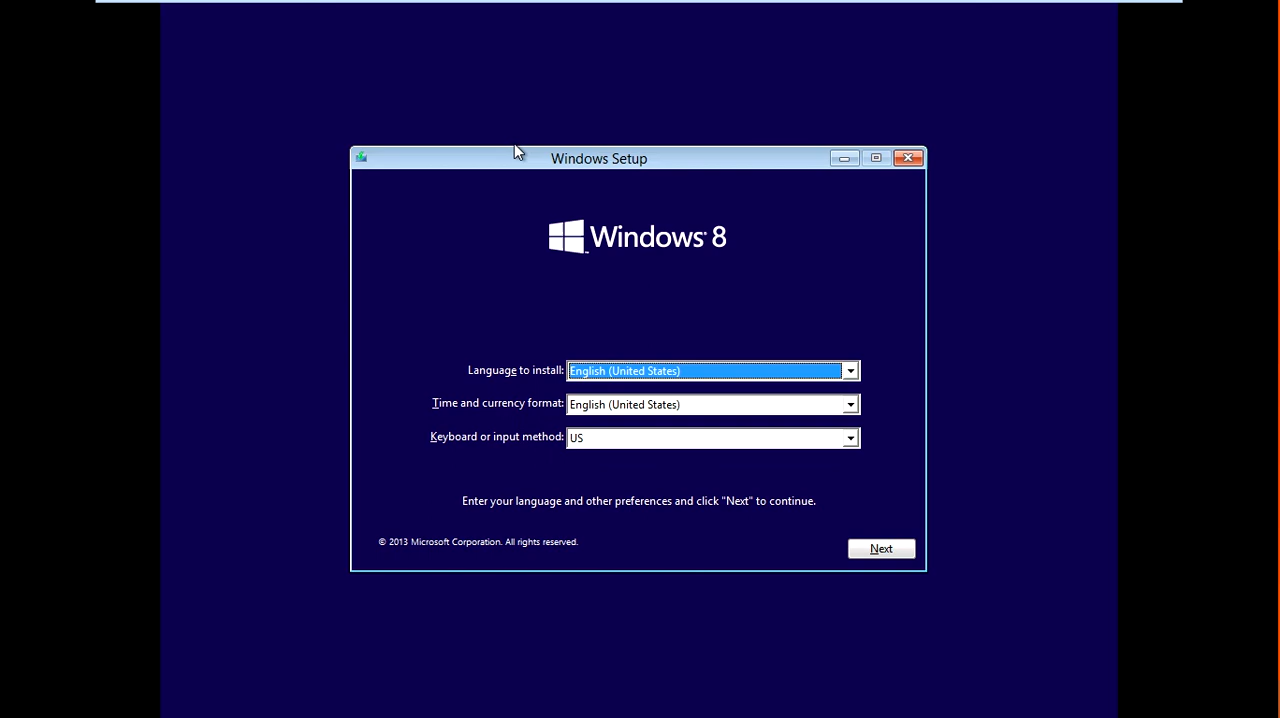 Windows Setup
Windows 8
Language to install: English (United States)
Time and currency format: English (United States)
Keyboard or input method: US
Enter your language and other preferences and click "Next" to continue.
© 2013 Microsoft Corporation. All rights reserved.
Next